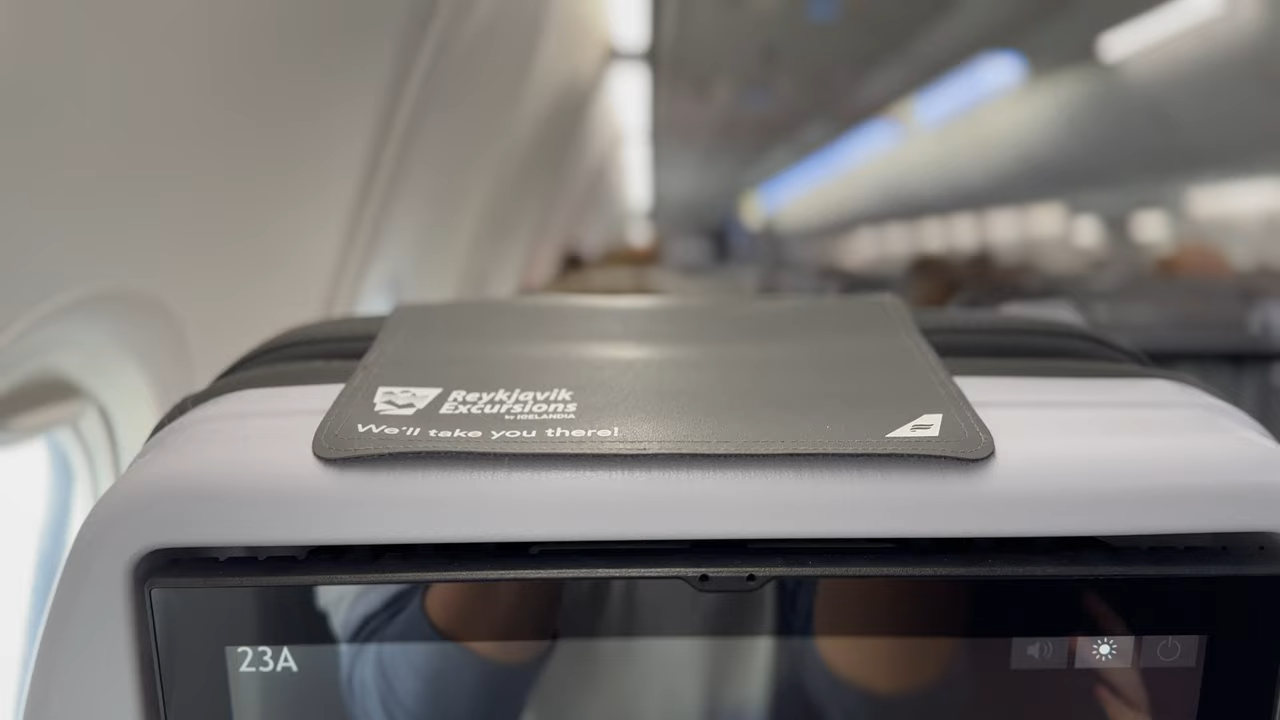 Reykjavik
Excursions
by ICELANDIA
We'll take you there!
23A